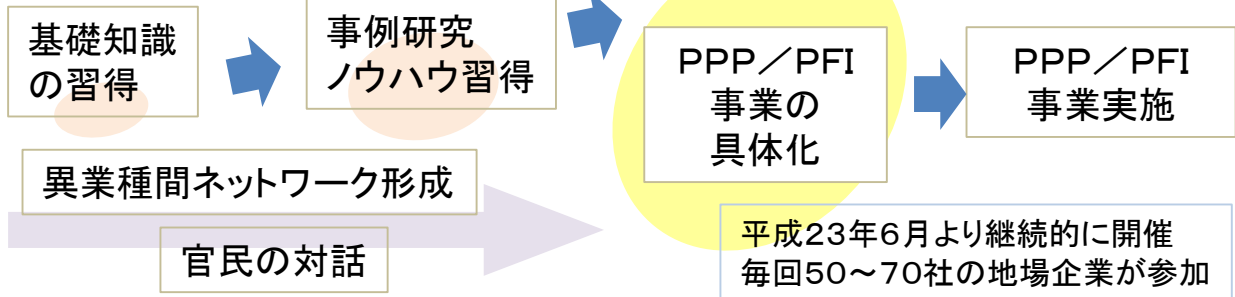 基礎知識
の習得
事例研究
ノウハウ習得
PPP／PFI
事業の
具体化
PPP／PFI
事業実施
異業種間ネットワーク形成
官民の対話
平成２３年６月より継続的に開催
毎回５０～７０社の地場企業が参加